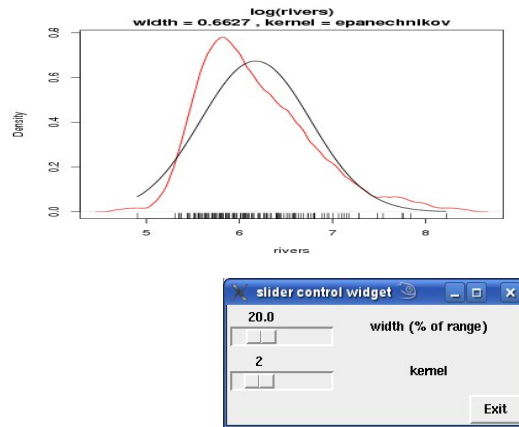 log(rivers)
width = 0.6627 , kernel = epanechnikov
Density
0.8
0.6
0.4
0.2
0.0
5 6 7 8
rivers
slider control widget
20.0
width (% of range)
2
kernel
Exit